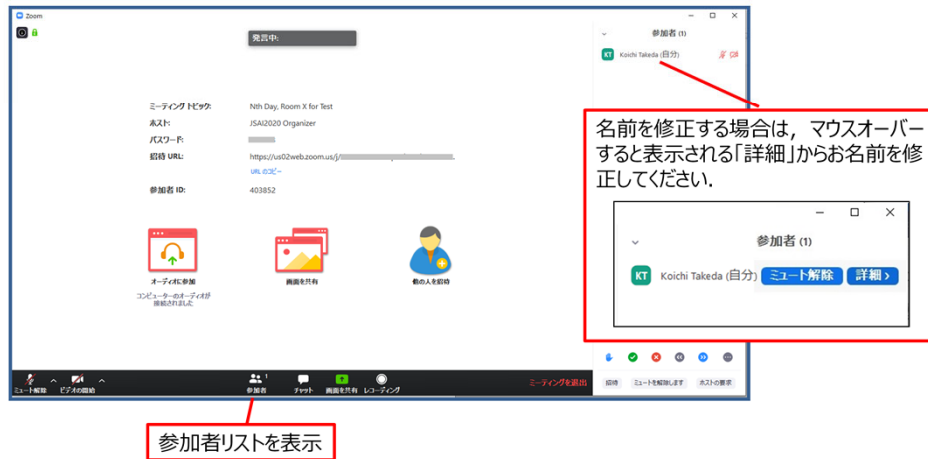 Zoom
発言中:
参加者 (1)
KT Koichi Takeda (自分)
ミーティング トピック: Nth Day, Room X for Test
ホスト: JSAI2020 Organizer
パスワード:
招待 URL: https://us02web.zoom.us/j/
URL のコピー
参加者 ID: 403852
オーディオに参加
コンピューターのオーディオが
接続されました
画面を共有
他の人を招待
名前を修正する場合は，マウスオーバー
すると表示される「詳細」からお名前を修
正してください．
参加者 (1)
KT Koichi Takeda (自分) ミュート解除 詳細 >
ミュート解除 ビデオの開始 参加者 1 チャット 画面を共有 レコーディング ミーティングを退出
招待 ミュートを解除します ホストの要求
参加者リストを表示